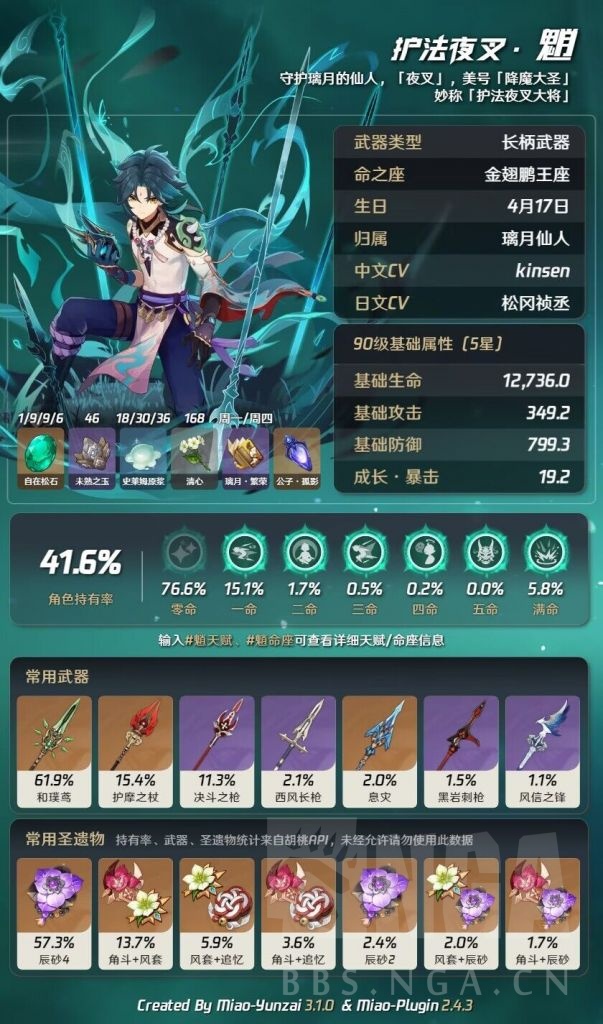 护法夜叉·魈
守护璃月的仙人，「夜叉」，美号「降魔大圣」
妙称「护法夜叉大将」
武器类型 长柄武器
命之座 金翅鹏王座
生日 4月17日
归属 璃月仙人
中文CV kinsen
日文CV 松冈祯丞
90级基础属性（5星）
基础生命 12,736.0
基础攻击 349.2
基础防御 799.3
成长·暴击 19.2
1/9/9/6 46 18/30/36 168 周一/周四
自在松石 未熟之玉 史莱姆原浆 清心 璃月·繁荣 公子·孤影
41.6%
角色持有率
76.6% 15.1% 1.7% 0.5% 0.2% 0.0% 5.8%
零命 一命 二命 三命 四命 五命 满命
输入#魈天赋、#魈命座可查看详细天赋/命座信息
常用武器
61.9% 15.4% 11.3% 2.1% 2.0% 1.5% 1.1%
和璞鸢 护摩之杖 决斗之枪 西风长枪 息灾 黑岩刺枪 风信之锋
常用圣遗物 持有率、武器、圣遗物统计来自胡桃API，未经允许请勿使用此数据
57.3% 13.7% 5.9% 3.6% 2.4% 2.0% 1.7%
辰砂4 角斗+风套 风套+追忆 角斗+追忆 辰砂2 风套+辰砂 角斗+辰砂
NGA
BBS.NGA.CN
Created By Miao-Yunzai 3.1.0 & Miao-Plugin 2.4.3